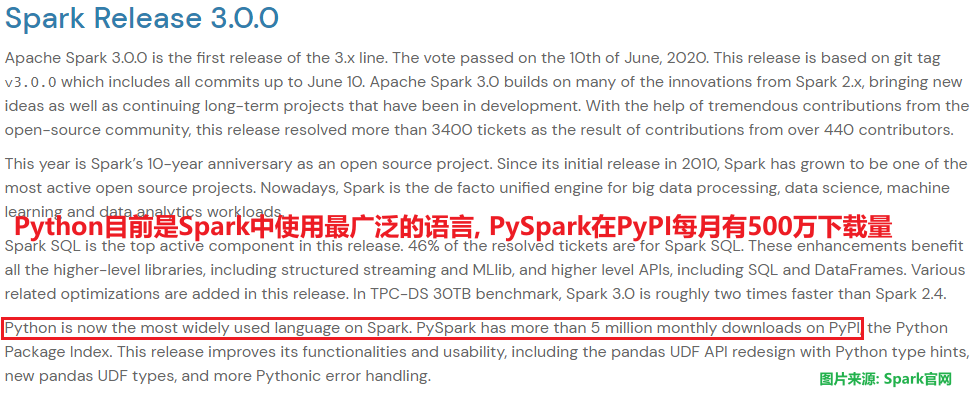 Spark Release 3.0.0
Apache Spark 3.0.0 is the first release of the 3.x line. The vote passed on the 10th of June, 2020. This release is based on git tag
v3.0.0 which includes all commits up to June 10. Apache Spark 3.0 builds on many of the innovations from Spark 2.x, bringing new
ideas as well as continuing long-term projects that have been in development. With the help of tremendous contributions from the
open-source community, this release resolved more than 3400 tickets as the result of contributions from over 440 contributors.
This year is Spark's 10-year anniversary as an open source project. Since its initial release in 2010, Spark has grown to be one of the
most active open source projects. Nowadays, Spark is the de facto unified engine for big data processing, data science, machine
learning and data analytics workloads.
Python目前是Spark中使用最广泛的语言, PySpark在PyPI每月有500万下载量
Spark SQL is the top active component in this release. 46% of the resolved tickets are for Spark SQL. These enhancements benefit
all the higher-level libraries, including structured streaming and MLlib, and higher level APIs, including SQL and DataFrames. Various
related optimizations are added in this release. In TPC-DS 30TB benchmark, Spark 3.0 is roughly two times faster than Spark 2.4.
Python is now the most widely used language on Spark. PySpark has more than 5 million monthly downloads on PyPI, the Python
Package Index. This release improves its functionalities and usability, including the pandas UDF API redesign with Python type hints,
new pandas UDF types, and more Pythonic error handling.
图片来源: Spark官网